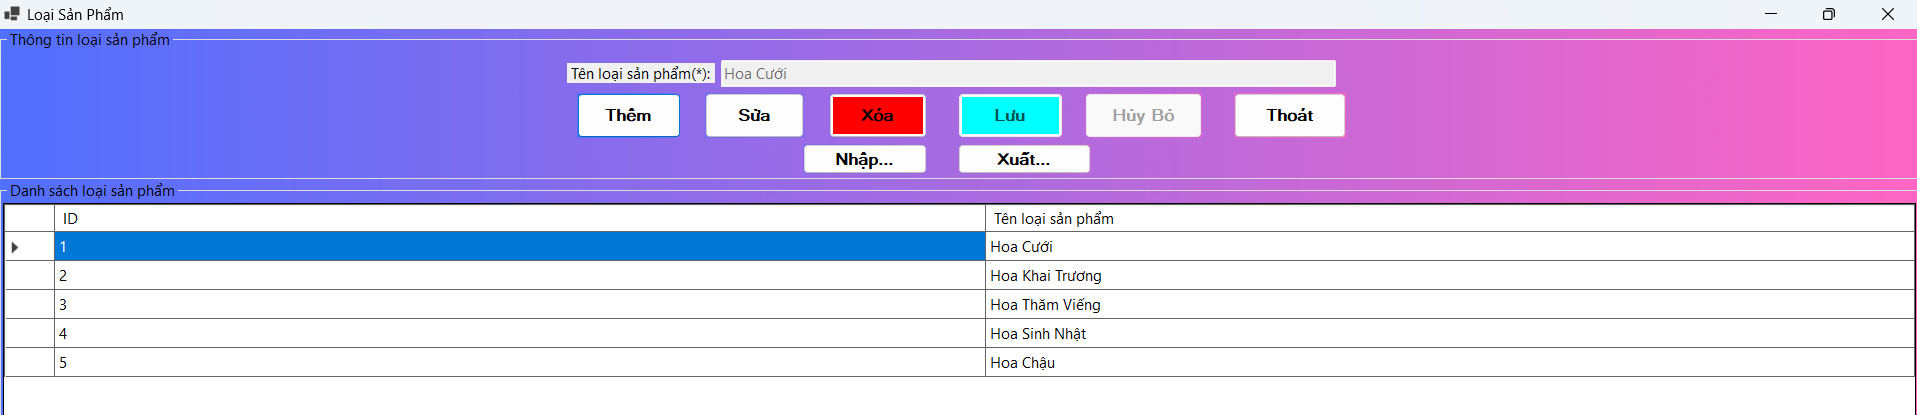 Loại Sản Phẩm
Thông tin loại sản phẩm
Tên loại sản phẩm(*): Hoa Cưới
Thêm Sửa Xóa Lưu Hủy Bỏ Thoát
Nhập... Xuất...
Danh sách loại sản phẩm
ID Tên loại sản phẩm
1 Hoa Cưới
2 Hoa Khai Trương
3 Hoa Thăm Viếng
4 Hoa Sinh Nhật
5 Hoa Chậu